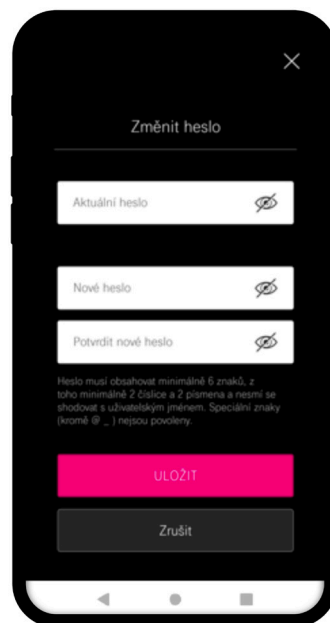 Změnit heslo
Aktuální heslo
Nové heslo
Potvrdit nové heslo
Heslo musí obsahovat minimálně 6 znaků, z
toho minimálně 2 číslice a 2 písmena a nesmí se
shodovat s uživatelským jménem. Speciální znaky
(kromě @ _ ) nejsou povoleny.
ULOŽIT
Zrušit